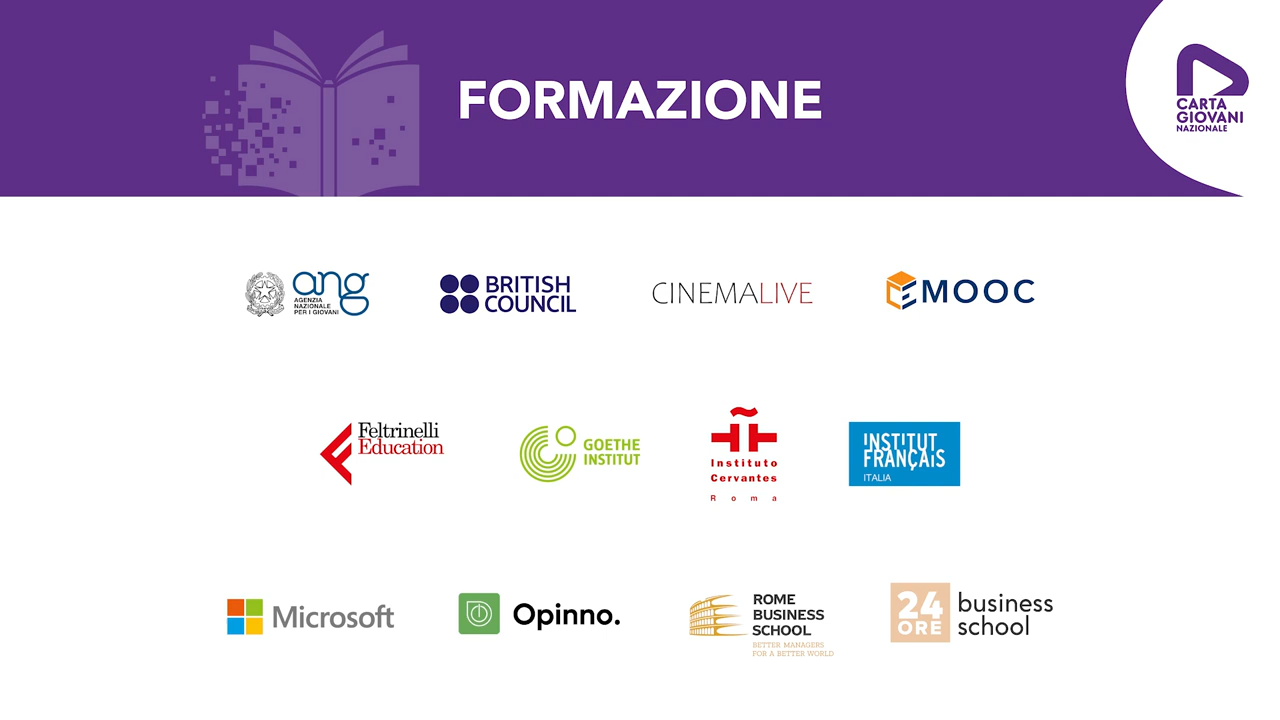 FORMAZIONE
CARTA
GIOVANI
NAZIONALE
ang
AGENZIA
NAZIONALE
PER I GIOVANI
BRITISH
COUNCIL
CINEMALIVE
EMOOC
Feltrinelli
Education
GOETHE
INSTITUT
Instituto
Cervantes
Roma
INSTITUT
FRANÇAIS
ITALIA
Microsoft
Opinno.
ROME
BUSINESS
SCHOOL
BETTER MANAGERS
FOR A BETTER WORLD
24
ORE
business
school